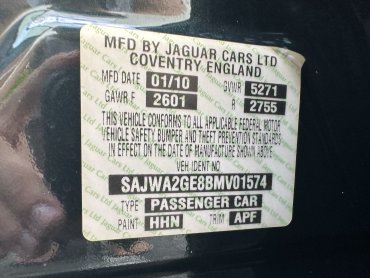 MFD BY JAGUAR CARS LTD
COVENTRY ENGLAND
MFD DATE 01/10 GVWR 5271
GAWR F 2601 R 2755
THIS VEHICLE CONFORMS TO ALL APPLICABLE FEDERAL MOTOR
VEHICLE SAFETY BUMPER AND THEFT PREVENTION STANDARDS
IN EFFECT ON THE DATE OF MANUFACTURE SHOWN ABOVE
VEH IDENT NO
SAJWA2GE8BMV01574
TYPE PASSENGER CAR
PAINT HHN TRIM APF